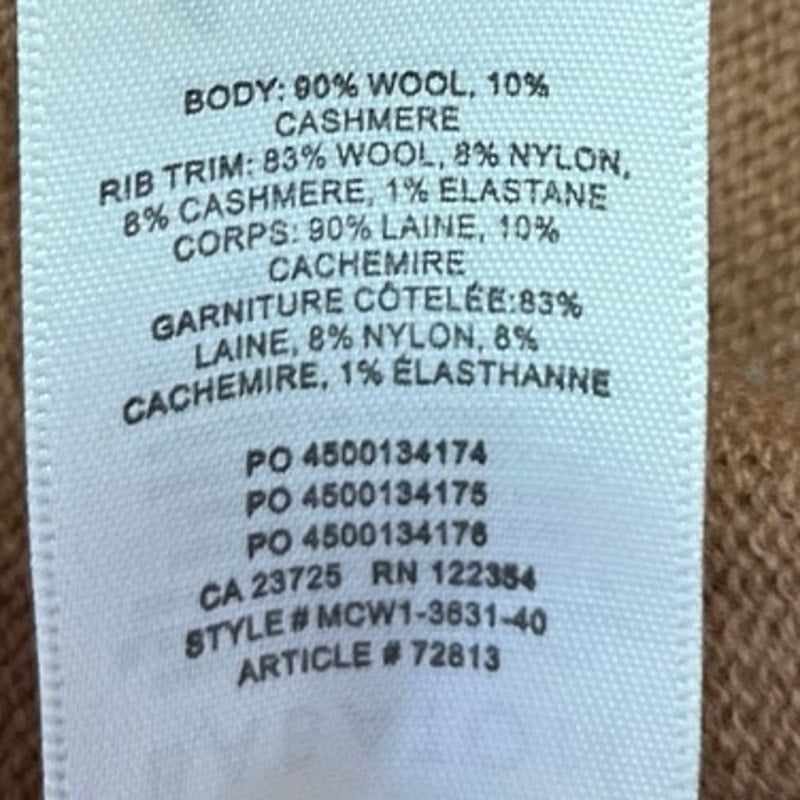 BODY: 90% WOOL, 10%
CASHMERE
RIB TRIM: 83% WOOL, 8% NYLON,
8% CASHMERE, 1% ELASTANE
CORPS: 90% LAINE, 10%
CACHEMIRE
GARNITURE CÔTELÉE:83%
LAINE, 8% NYLON, 8%
CACHEMIRE, 1% ÉLASTHANNE
PO 4500134174
PO 4500134175
PO 4500134176
CA 23725 RN 122354
STYLE # MCW1-3631-40
ARTICLE # 72813